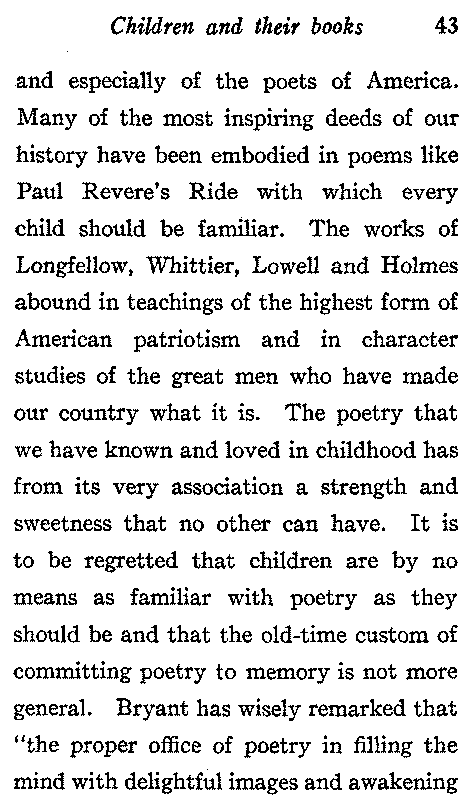 Children and their books 43
and especially of the poets of America.
Many of the most inspiring deeds of our
history have been embodied in poems like
Paul Revere's Ride with which every
child should be familiar. The works of
Longfellow, Whittier, Lowell and Holmes
abound in teachings of the highest form of
American patriotism and in character
studies of the great men who have made
our country what it is. The poetry that
we have known and loved in childhood has
from its very association a strength and
sweetness that no other can have. It is
to be regretted that children are by no
means as familiar with poetry as they
should be and that the old-time custom of
committing poetry to memory is not more
general. Bryant has wisely remarked that
"the proper office of poetry in filling the
mind with delightful images and awakening